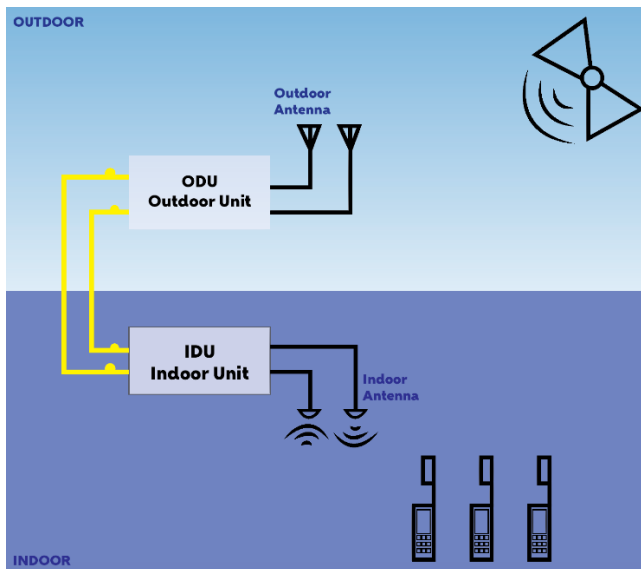 OUTDOOR
Outdoor
Antenna
ODU
Outdoor Unit
IDU
Indoor Unit
Indoor
Antenna
INDOOR